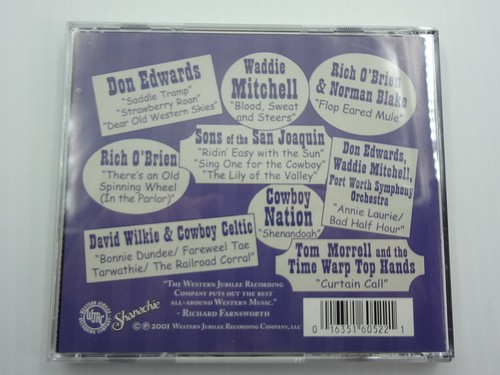 Don Edwards
"Saddle Tramp"
"Strawberry Roan"
"Dear Old Western Skies"
Waddie
Mitchell
"Blood, Sweat
and Steers"
Rich O'Brien
& Norman Blake
"Flop Eared Mule"
Sons of the San Joaquin
"Ridin' Easy with the Sun"
"Sing One for the Cowboy"
"The Lily of the Valley"
Rich O'Brien
"There's an Old
Spinning Wheel
(In the Parlor)"
Don Edwards,
Waddie Mitchell,
Fort Worth Symphony
Orchestra
"Annie Laurie/
Bad Half Hour"
Cowboy
Nation
"Shenandoah"
David Wilkie & Cowboy Celtic
"Bonnie Dundee/ Fareweel Tae
Tarwathie/ The Railroad Corral"
Tom Morrell and the
Time Warp Top Hands
"Curtain Call"
"The Western Jubilee Recording
Company puts out the best
all-around Western Music."
- Richard Farnsworth
Shanachie
© ℗ 2001 Western Jubilee Recording Company, LLC
0 16351 60522 1